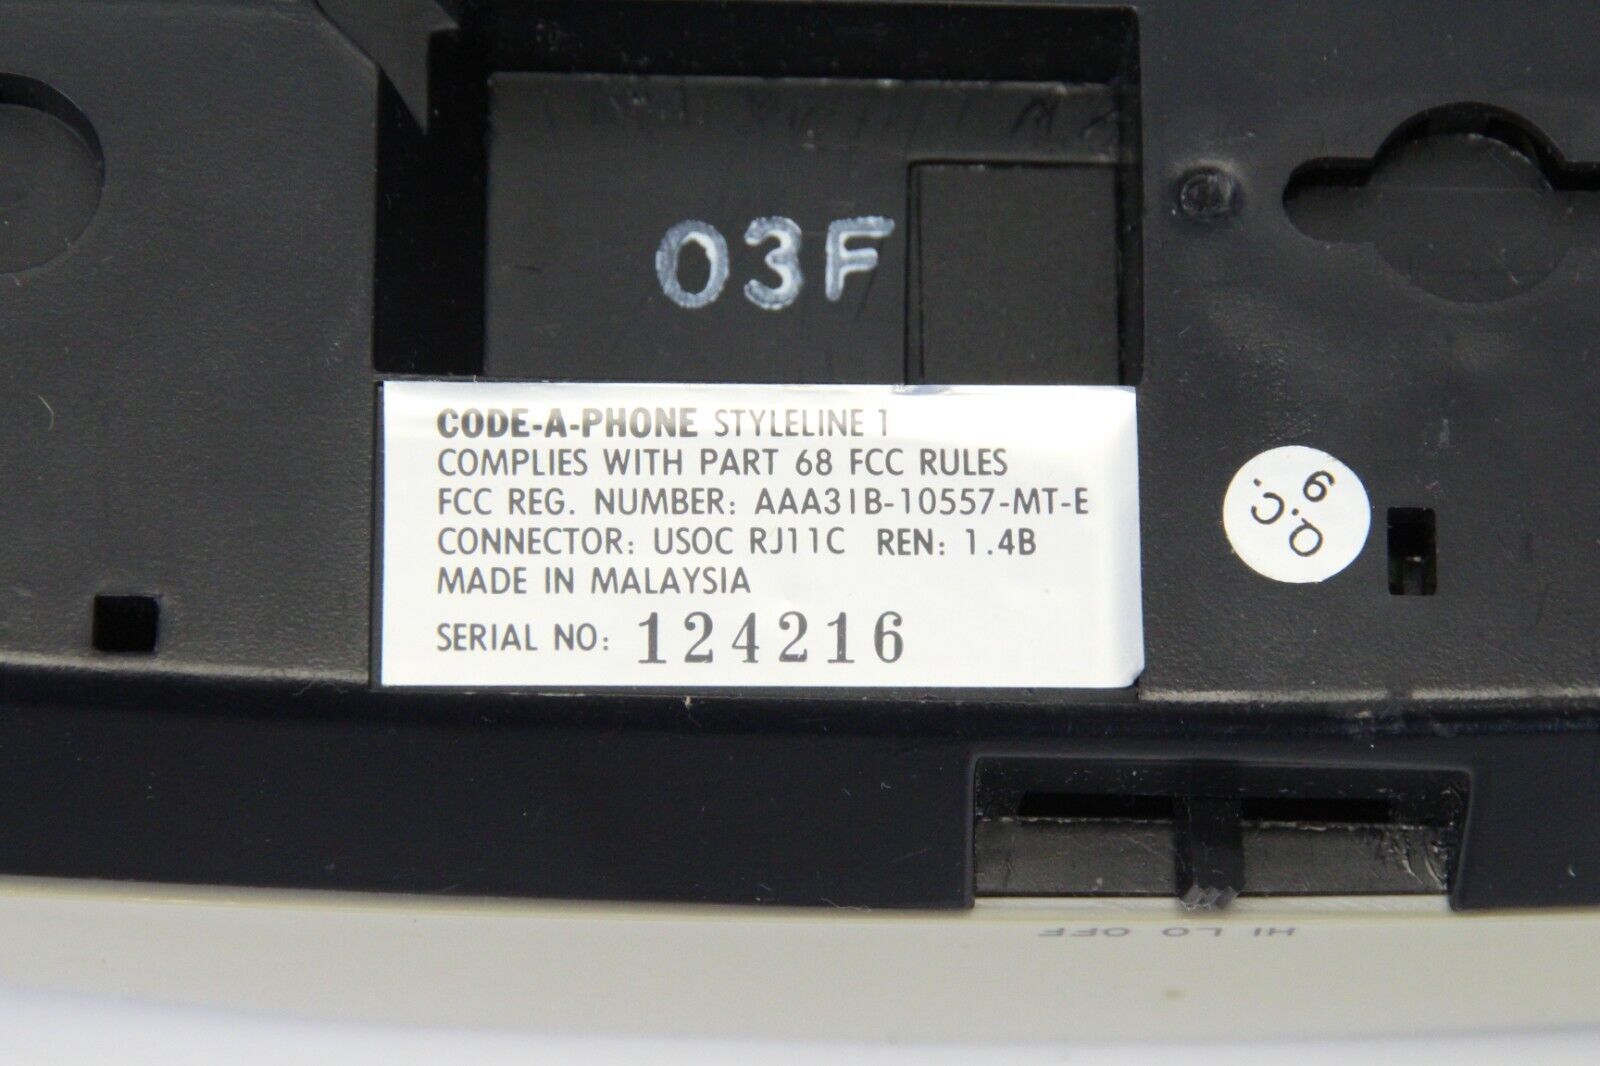 03F
CODE-A-PHONE STYLELINE 1
COMPLIES WITH PART 68 FCC RULES
FCC REG. NUMBER: AAA31B-10557-MT-E
CONNECTOR: USOC RJ11C REN: 1.4B
MADE IN MALAYSIA
SERIAL NO: 124216
Q.C.
9
HI LO OFF